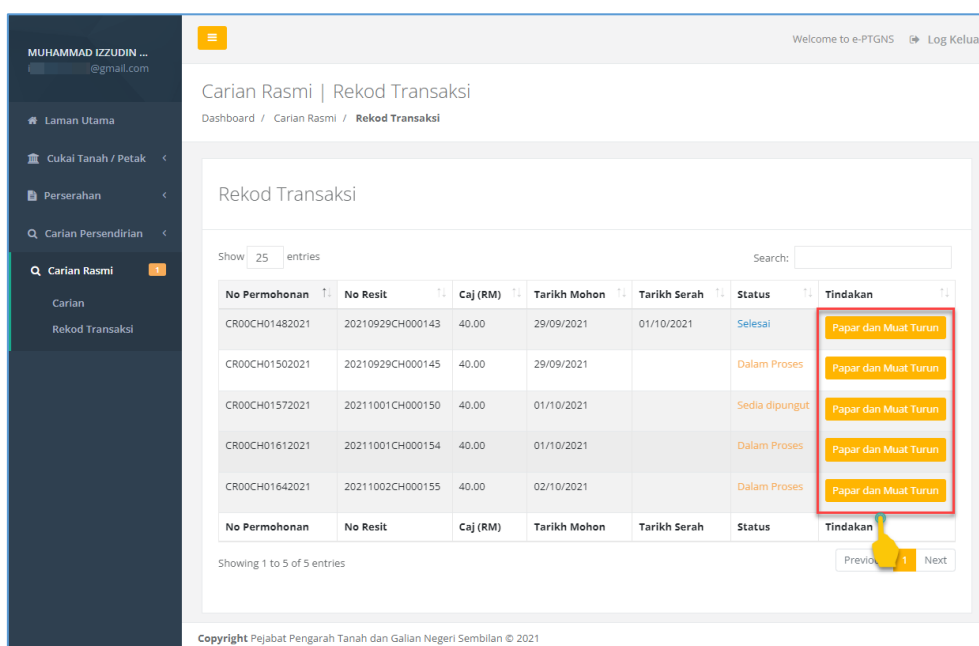 MUHAMMAD IZZUDIN ...
@gmail.com
Welcome to e-PTGNS Log Kelua
Carian Rasmi | Rekod Transaksi
Dashboard / Carian Rasmi / Rekod Transaksi
Laman Utama
Cukai Tanah / Petak
Perserahan
Carian Persendirian
Carian Rasmi 1
Carian
Rekod Transaksi
Rekod Transaksi
Show 25 entries Search:
No Permohonan No Resit Caj (RM) Tarikh Mohon Tarikh Serah Status Tindakan
CR00CH01482021 20210929CH000143 40.00 29/09/2021 01/10/2021 Selesai Papar dan Muat Turun
CR00CH01502021 20210929CH000145 40.00 29/09/2021 Dalam Proses Papar dan Muat Turun
CR00CH01572021 20211001CH000150 40.00 01/10/2021 Sedia dipungut Papar dan Muat Turun
CR00CH01612021 20211001CH000154 40.00 01/10/2021 Dalam Proses Papar dan Muat Turun
CR00CH01642021 20211002CH000155 40.00 02/10/2021 Dalam Proses Papar dan Muat Turun
No Permohonan No Resit Caj (RM) Tarikh Mohon Tarikh Serah Status Tindakan
Showing 1 to 5 of 5 entries 1 Next
Copyright Pejabat Pengarah Tanah dan Galian Negeri Sembilan © 2021